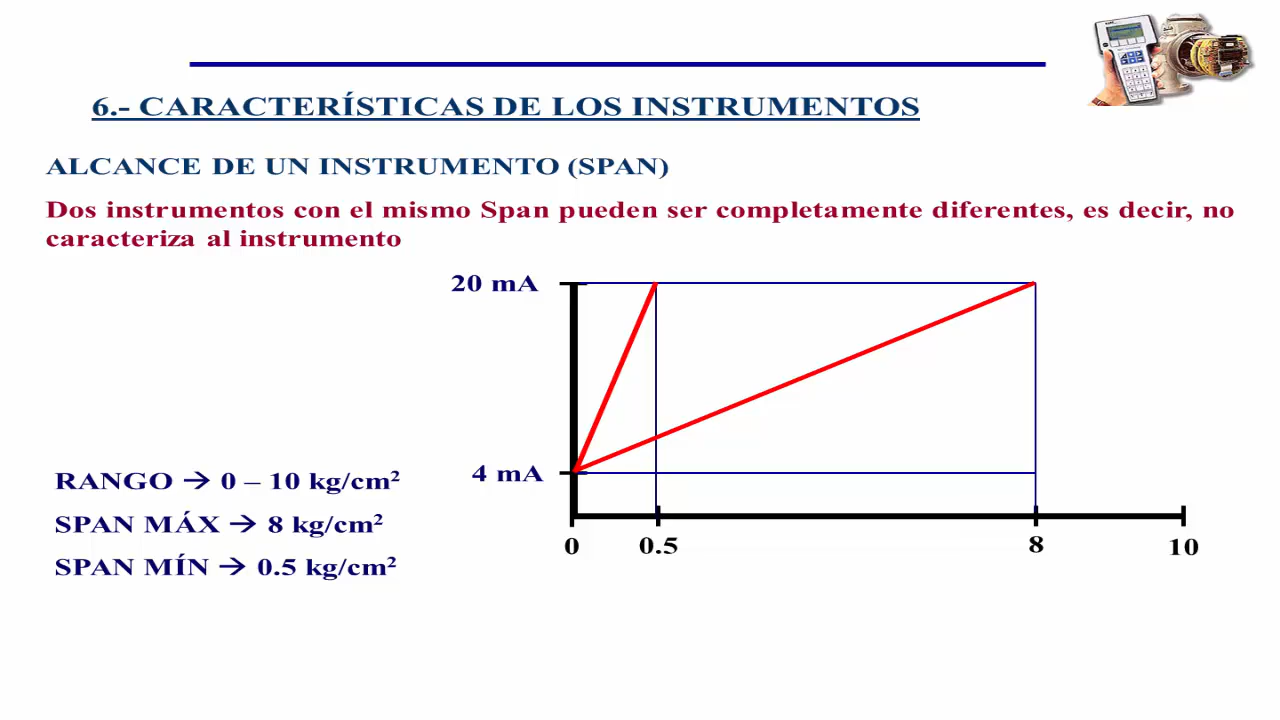 6.- CARACTERÍSTICAS DE LOS INSTRUMENTOS
ALCANCE DE UN INSTRUMENTO (SPAN)
Dos instrumentos con el mismo Span pueden ser completamente diferentes, es decir, no
caracteriza al instrumento
20 mA
4 mA
RANGO → 0 – 10 kg/cm²
SPAN MÁX → 8 kg/cm²
SPAN MÍN → 0.5 kg/cm²
0 0.5 8 10